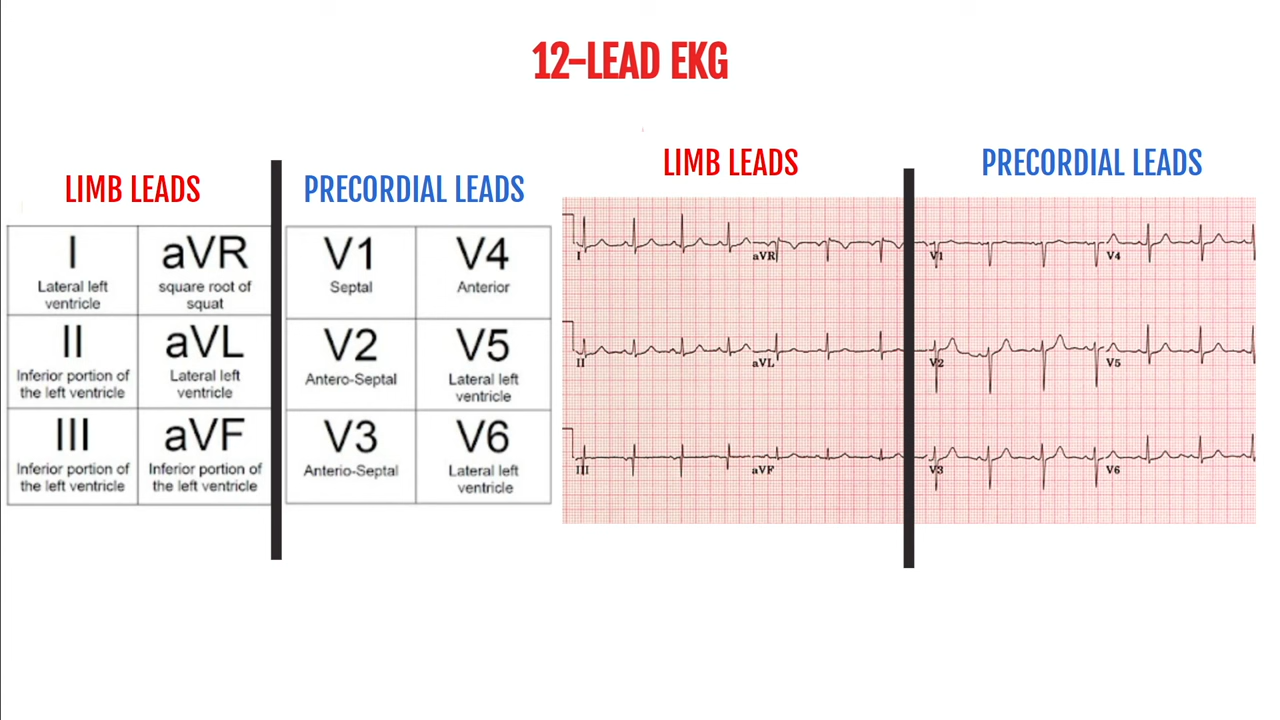 12-LEAD EKG
LIMB LEADS
PRECORDIAL LEADS
I
Lateral left
ventricle
aVR
square root of
squat
II
Inferior portion of
the left ventricle
aVL
Lateral left
ventricle
III
Inferior portion of
the left ventricle
aVF
Inferior portion of
the left ventricle
V1
Septal
V4
Anterior
V2
Antero-Septal
V5
Lateral left
ventricle
V3
Anterio-Septal
V6
Lateral left
ventricle
LIMB LEADS
PRECORDIAL LEADS
I
aVR
V1
V4
II
aVL
V2
V5
III
aVF
V3
V6